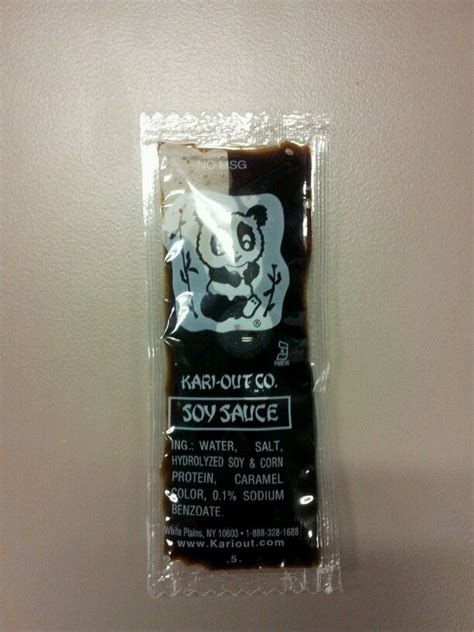 NO MSG
®
KARI-OUT CO.
SOY SAUCE
ING.: WATER, SALT,
HYDROLYZED SOY & CORN
PROTEIN, CARAMEL
COLOR, 0.1% SODIUM
BENZOATE.
White Plains, NY 10603 • 1-888-328-1688
www.Kariout.com
.5.